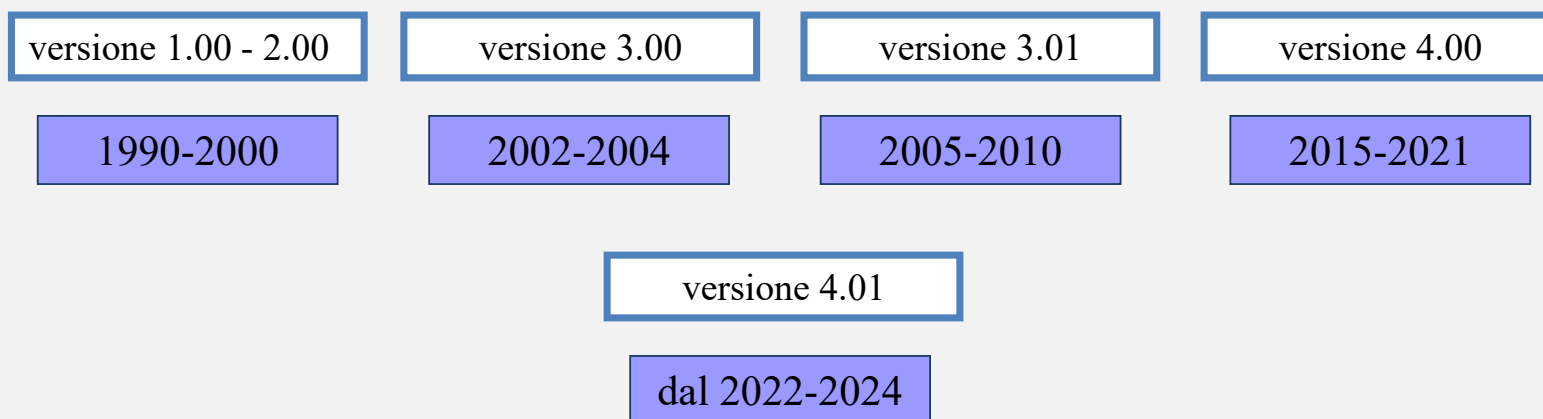 versione 1.00 - 2.00
versione 3.00
versione 3.01
versione 4.00
1990-2000
2002-2004
2005-2010
2015-2021
versione 4.01
dal 2022-2024